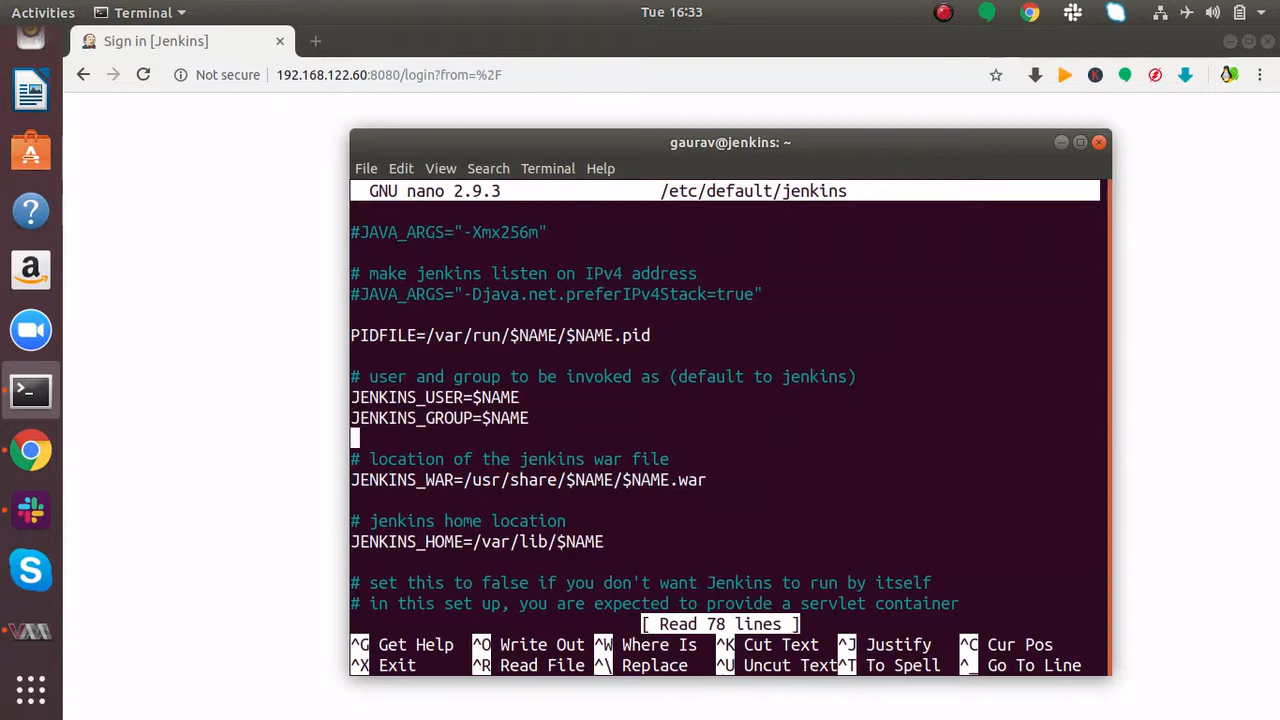 Activities Terminal Tue 16:33
Sign in [Jenkins]
Not secure 192.168.122.60:8080/login?from=%2F
gaurav@jenkins: ~
File Edit View Search Terminal Help
GNU nano 2.9.3 /etc/default/jenkins
#JAVA_ARGS="-Xmx256m"
# make jenkins listen on IPv4 address
#JAVA_ARGS="-Djava.net.preferIPv4Stack=true"
PIDFILE=/var/run/$NAME/$NAME.pid
# user and group to be invoked as (default to jenkins)
JENKINS_USER=$NAME
JENKINS_GROUP=$NAME
# location of the jenkins war file
JENKINS_WAR=/usr/share/$NAME/$NAME.war
# jenkins home location
JENKINS_HOME=/var/lib/$NAME
# set this to false if you don't want Jenkins to run by itself
# in this set up, you are expected to provide a servlet container
[ Read 78 lines ]
^G Get Help ^O Write Out ^W Where Is ^K Cut Text ^J Justify ^C Cur Pos
^X Exit ^R Read File ^\ Replace ^U Uncut Text^T To Spell ^_ Go To Line